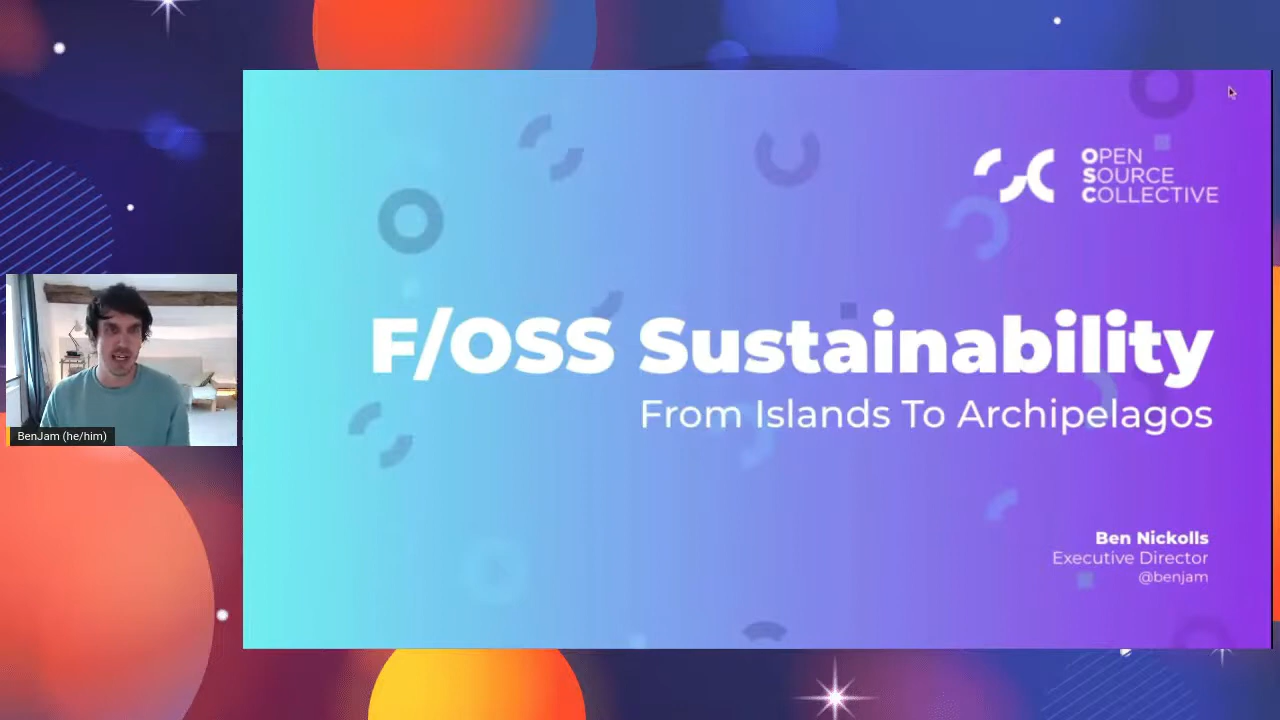 OPEN
SOURCE
COLLECTIVE
F/OSS Sustainability
From Islands To Archipelagos
Ben Nickolls
Executive Director
@benjam
BenJam (he/him)